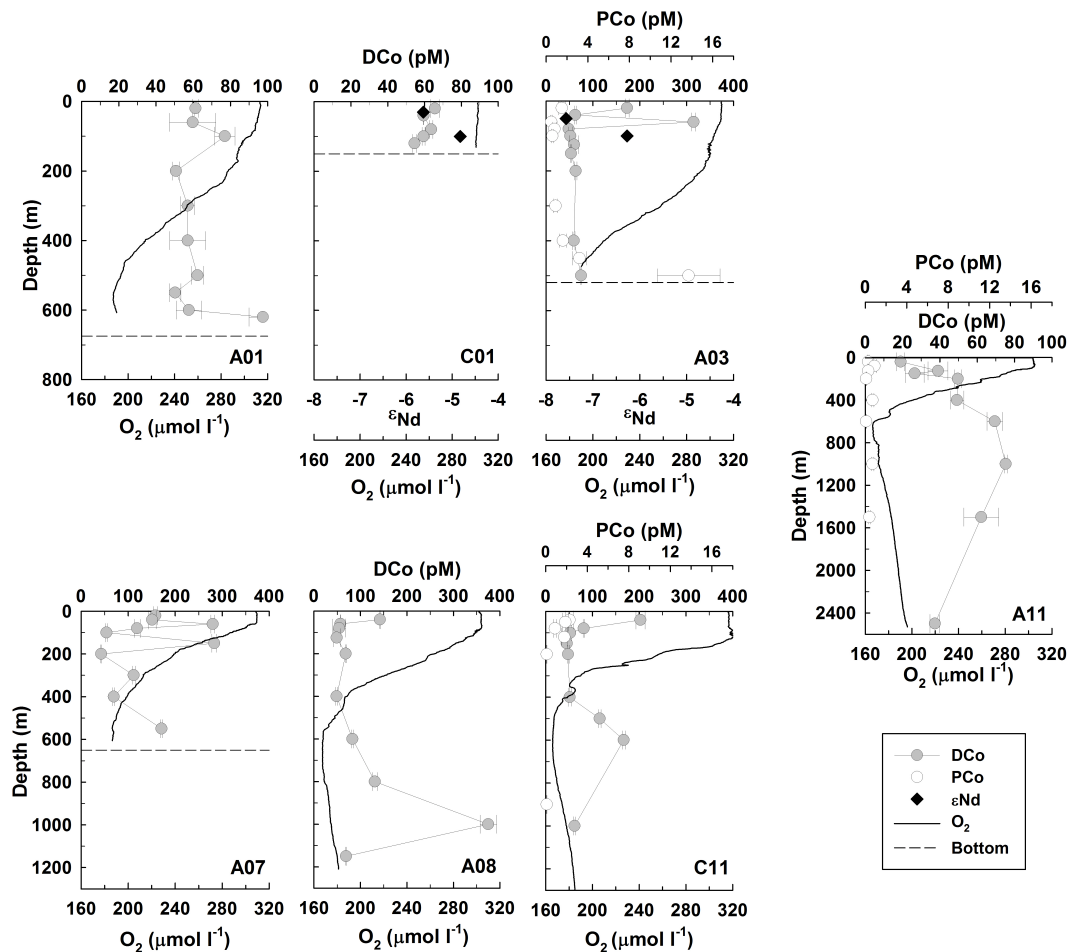 PCo (pM)
0 4 8 12 16
DCo (pM)
0 20 40 60 80 100
0 20 40 60 80 100
0 100 200 300 400
Depth (m)
0
200
400
600
800
A01
C01
A03
160 200 240 280 320
O2 (μmol l-1)
-8 -7 -6 -5 -4
εNd
160 200 240 280 320
O2 (μmol l-1)
-8 -7 -6 -5 -4
εNd
160 200 240 280 320
O2 (μmol l-1)
PCo (pM)
0 4 8 12 16
DCo (pM)
0 20 40 60 80 100
Depth (m)
0
400
800
1200
1600
2000
2400
A11
160 200 240 280 320
O2 (μmol l-1)
PCo (pM)
0 4 8 12 16
DCo (pM)
0 100 200 300 400
0 100 200 300 400
0 100 200 300 400
Depth (m)
0
200
400
600
800
1000
1200
A07
A08
C11
160 200 240 280 320
O2 (μmol l-1)
160 200 240 280 320
O2 (μmol l-1)
160 200 240 280 320
O2 (μmol l-1)
DCo
PCo
εNd
O2
Bottom